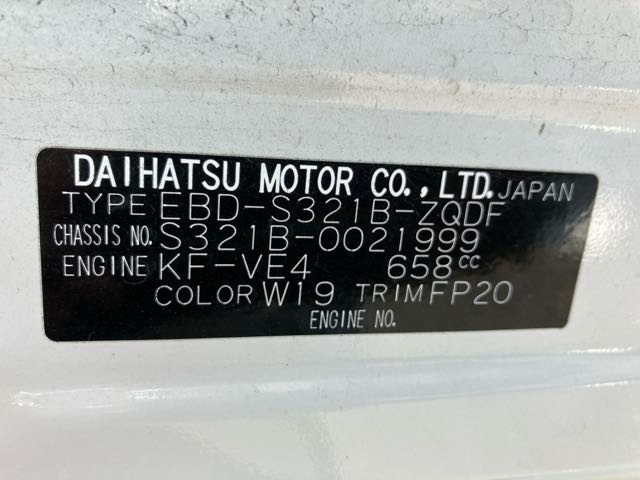 DAIHATSU MOTOR CO., LTD. JAPAN
TYPE EBD-S321B-ZQDF
CHASSIS NO. S321B-0021999
ENGINE KF-VE4 658cc
COLOR W19 TRIM FP20
ENGINE NO.